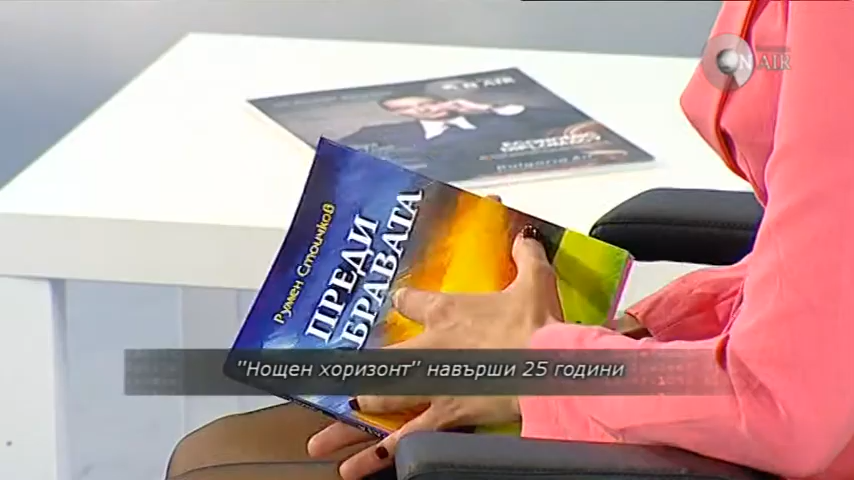 ON AIR
Румен Стоичков
ПРЕДИ
БРАВАТА
"Нощен хоризонт" навърши 25 години